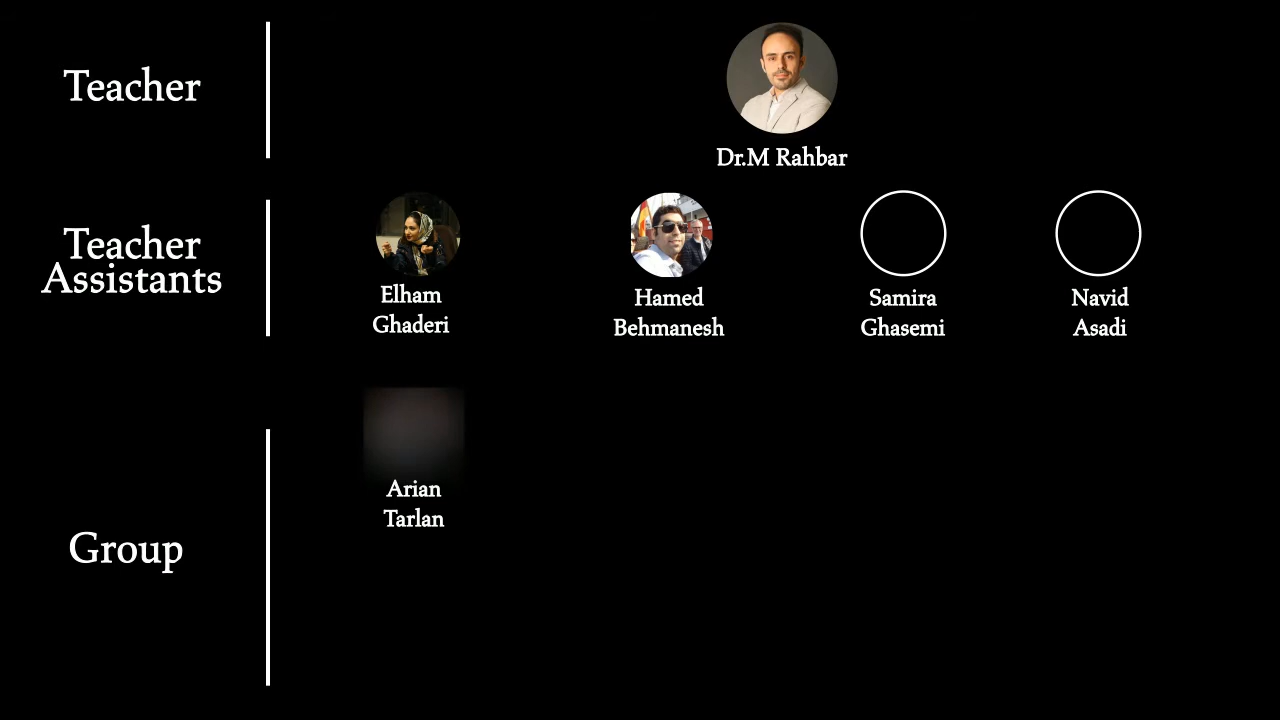 Teacher
Dr.M Rahbar
Teacher
Assistants
Elham
Ghaderi
Hamed
Behmanesh
Samira
Ghasemi
Navid
Asadi
Group
Arian
Tarlan